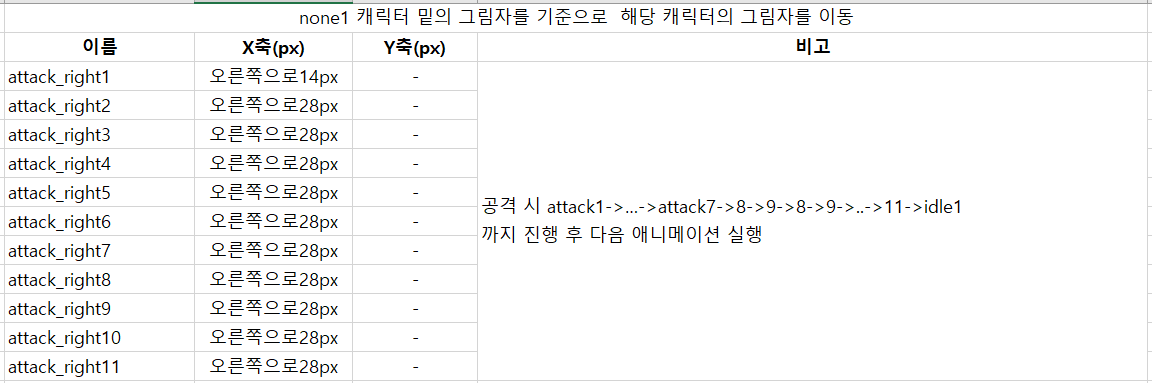 none1 캐릭터 밑의 그림자를 기준으로  해당 캐릭터의 그림자를 이동
이름 X축(px) Y축(px) 비고
attack_right1 오른쪽으로14px -
attack_right2 오른쪽으로28px -
attack_right3 오른쪽으로28px -
attack_right4 오른쪽으로28px -
attack_right5 오른쪽으로28px -
attack_right6 오른쪽으로28px -
attack_right7 오른쪽으로28px -
attack_right8 오른쪽으로28px -
attack_right9 오른쪽으로28px -
attack_right10 오른쪽으로28px -
attack_right11 오른쪽으로28px -
공격 시 attack1->...->attack7->8->9->8->9->..->11->idle1
까지 진행 후 다음 애니메이션 실행